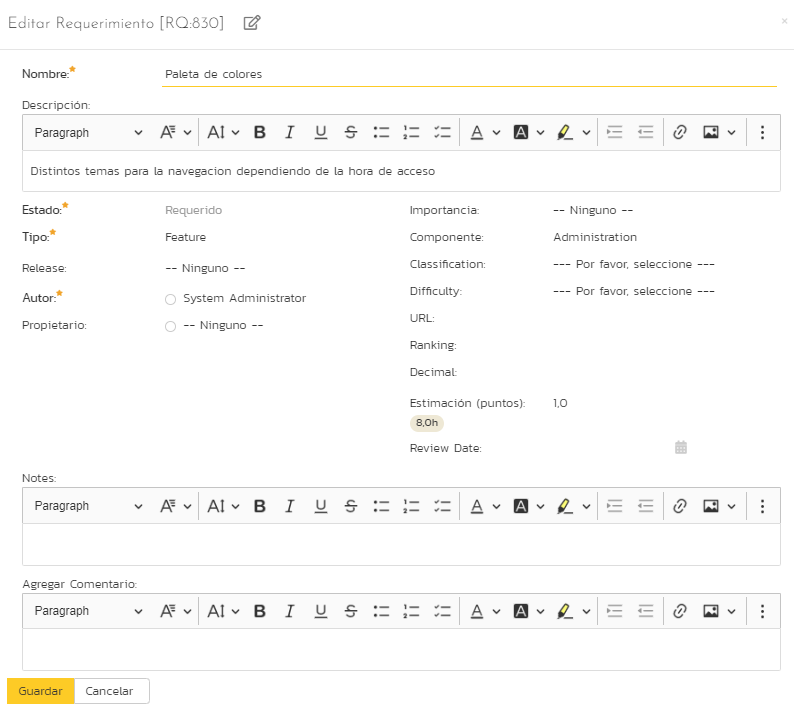 Editar Requerimiento [RQ:830]
×
Nombre:* Paleta de colores
Descripción:
Paragraph
Distintos temas para la navegacion dependiendo de la hora de acceso
Estado:* Requerido
Tipo:* Feature
Release: -- Ninguno --
Autor:* System Administrator
Propietario: -- Ninguno --
Importancia: -- Ninguno --
Componente: Administration
Classification: --- Por favor, seleccione ---
Difficulty: --- Por favor, seleccione ---
URL:
Ranking:
Decimal:
Estimación (puntos): 1,0
8,0h
Review Date:
Notes:
Paragraph
Agregar Comentario:
Paragraph
Guardar Cancelar